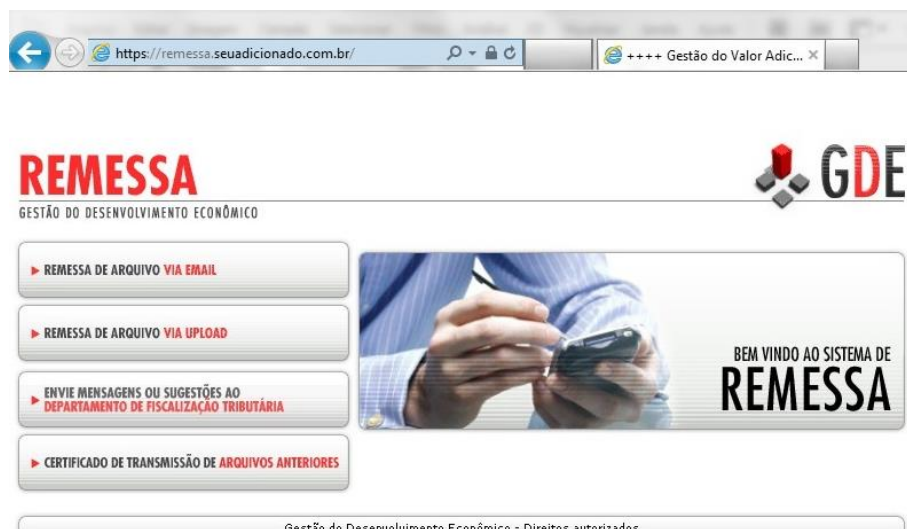 https://remessa.seuadicionado.com.br/
++++ Gestão do Valor Adic...
REMESSA
GESTÃO DO DESENVOLVIMENTO ECONÔMICO
GDE
REMESSA DE ARQUIVO VIA EMAIL
REMESSA DE ARQUIVO VIA UPLOAD
ENVIE MENSAGENS OU SUGESTÕES AO
DEPARTAMENTO DE FISCALIZAÇÃO TRIBUTÁRIA
CERTIFICADO DE TRANSMISSÃO DE ARQUIVOS ANTERIORES
BEM VINDO AO SISTEMA DE
REMESSA
Gestão do Desenvolvimento Econômico - Direitos autorizados